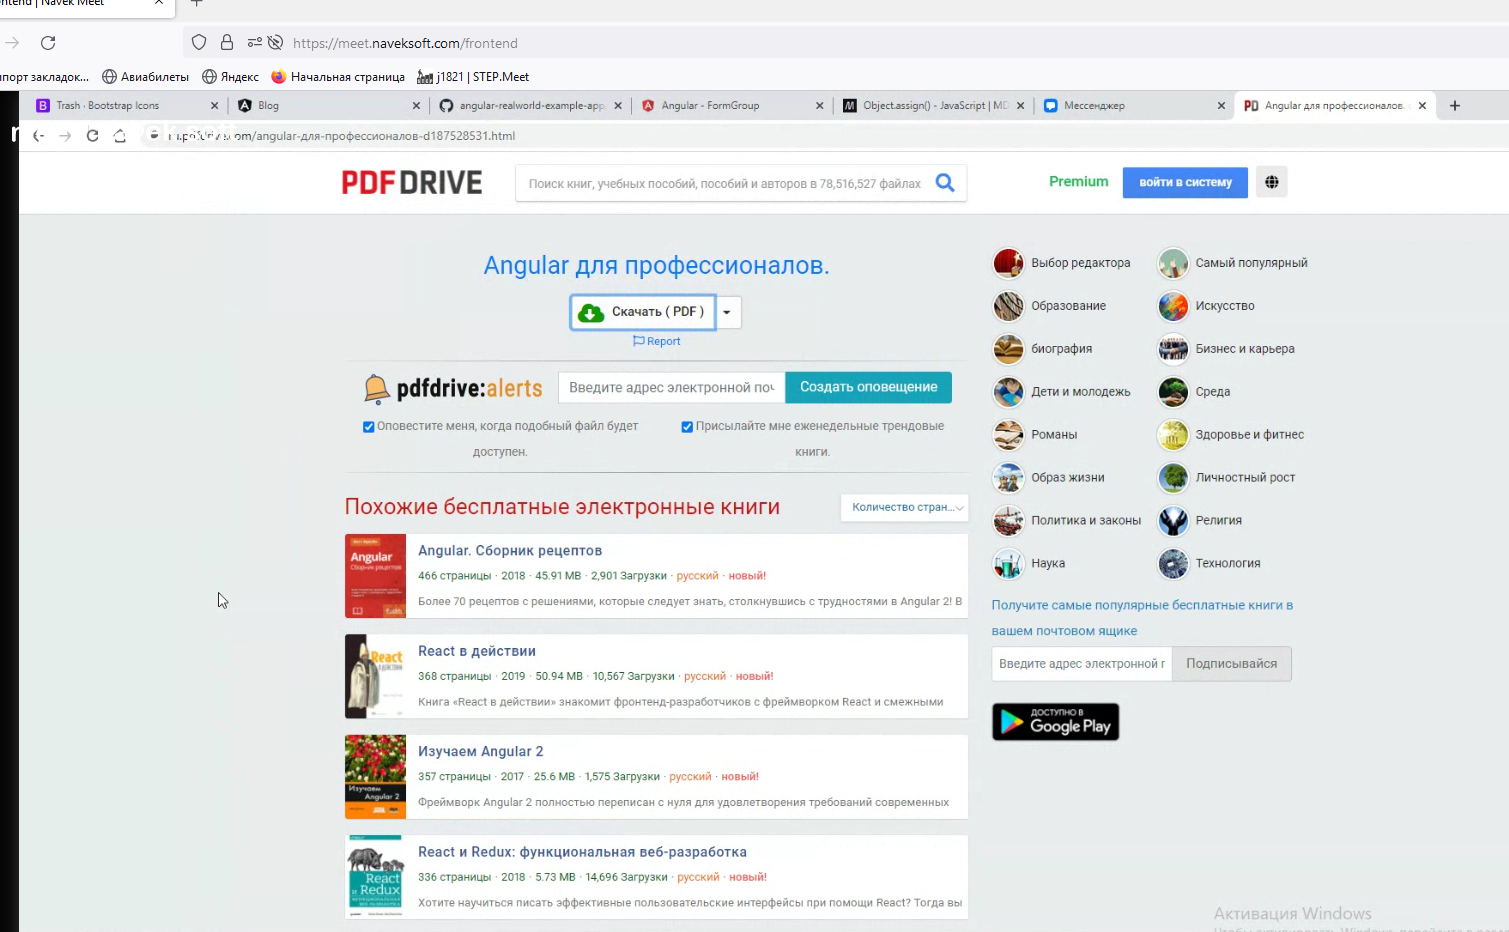 ntend | Navek Meet
https://meet.naveksoft.com/frontend
порт закладок...
Авиабилеты
Яндекс
Начальная страница
j1821 | STEP.Meet
Trash · Bootstrap Icons
Blog
angular-realworld-example-app
Angular - FormGroup
Object.assign() - JavaScript | MD
Мессенджер
Angular для профессионалов.
/angular-для-профессионалов-d187528531.html
PDF DRIVE
Поиск книг, учебных пособий, пособий и авторов в 78,516,527 файлах
Premium
войти в систему
Angular для профессионалов.
Скачать ( PDF )
Report
pdfdrive:alerts
Введите адрес электронной поч
Создать оповещение
Оповестите меня, когда подобный файл будет
доступен.
Присылайте мне еженедельные трендовые
книги.
Похожие бесплатные электронные книги
Количество стран...
Angular
Сборник рецептов
Angular. Сборник рецептов
466 страницы · 2018 · 45.91 MB · 2,901 Загрузки · русский · новый!
Более 70 рецептов с решениями, которые следует знать, столкнувшись с трудностями в Angular 2! В
React
в действии
React в действии
368 страницы · 2019 · 50.94 MB · 10,567 Загрузки · русский · новый!
Книга «React в действии» знакомит фронтенд-разработчиков с фреймворком React и смежными
Изучаем
Angular 2
Изучаем Angular 2
357 страницы · 2017 · 25.6 MB · 1,575 Загрузки · русский · новый!
Фреймворк Angular 2 полностью переписан с нуля для удовлетворения требований современных
React
и Redux
React и Redux: функциональная веб-разработка
336 страницы · 2018 · 5.73 MB · 14,696 Загрузки · русский · новый!
Хотите научиться писать эффективные пользовательские интерфейсы при помощи React? Тогда вы
Выбор редактора
Самый популярный
Образование
Искусство
биография
Бизнес и карьера
Дети и молодежь
Среда
Романы
Здоровье и фитнес
Образ жизни
Личностный рост
Политика и законы
Религия
Наука
Технология
Получите самые популярные бесплатные книги в
вашем почтовом ящике
Введите адрес электронной п
Подписывайся
ДОСТУПНО В
Google Play
Активация Windows